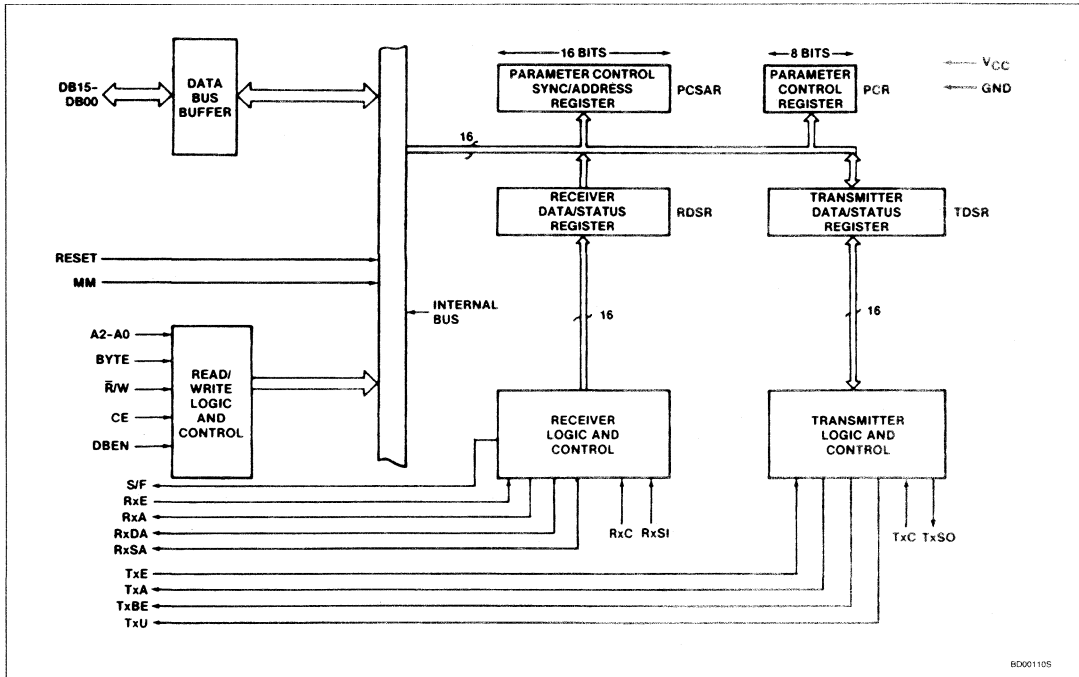 16 BITS
8 BITS
DB15-
DB00
DATA
BUS
BUFFER
PARAMETER CONTROL
SYNC/ADDRESS
REGISTER
PCSAR
PARAMETER
CONTROL
REGISTER
PCR
VCC
GND
16
RECEIVER
DATA/STATUS
REGISTER
RDSR
TRANSMITTER
DATA/STATUS
REGISTER
TDSR
RESET
MM
INTERNAL
BUS
16
16
A2-A0
BYTE
R̅/W
CE
DBEN
READ/
WRITE
LOGIC
AND
CONTROL
RECEIVER
LOGIC AND
CONTROL
TRANSMITTER
LOGIC AND
CONTROL
S/F
RxE
RxA
RxDA
RxSA
RxC
RxSI
TxC
TxSO
TxE
TxA
TxBE
TxU
BD00110S